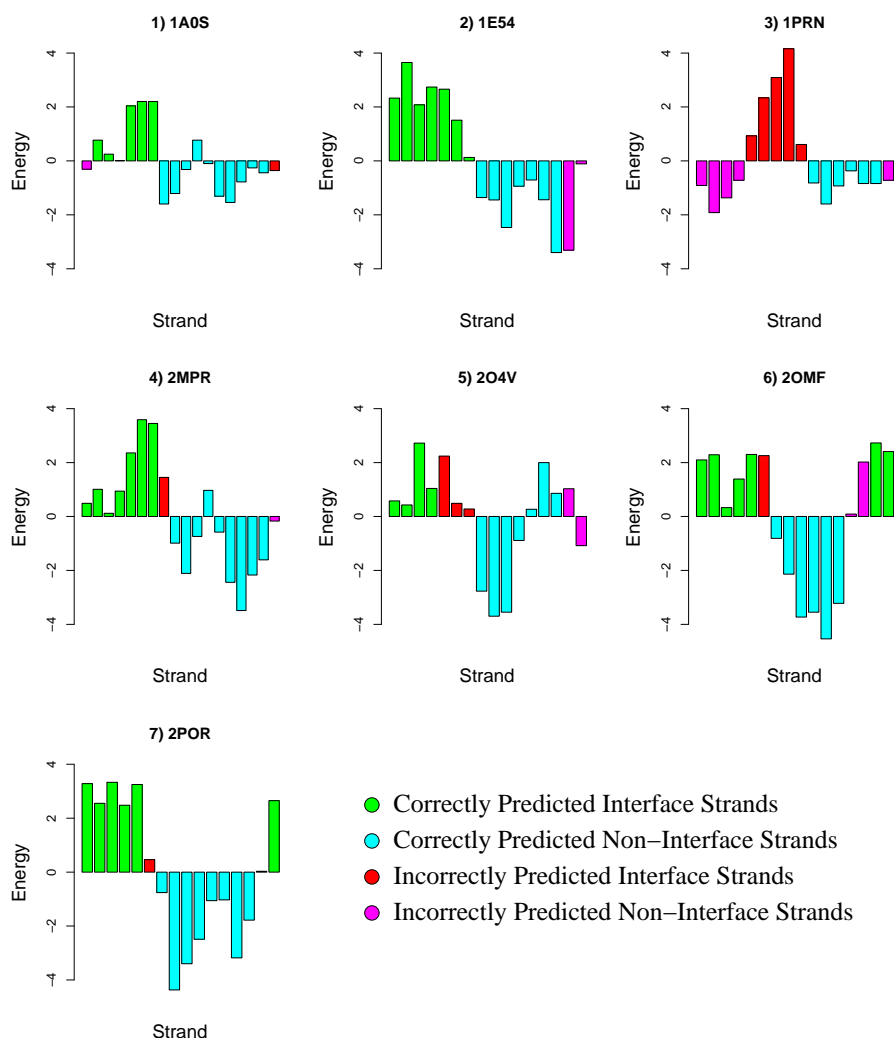 1) 1A0S
Energy
4
2
0
−2
−4
Strand
2) 1E54
Energy
4
2
0
−2
−4
Strand
3) 1PRN
Energy
4
2
0
−2
−4
Strand
4) 2MPR
Energy
4
2
0
−2
−4
Strand
5) 2O4V
Energy
4
2
0
−2
−4
Strand
6) 2OMF
Energy
4
2
0
−2
−4
Strand
7) 2POR
Energy
4
2
0
−2
−4
Strand
Correctly Predicted Interface Strands
Correctly Predicted Non−Interface Strands
Incorrectly Predicted Interface Strands
Incorrectly Predicted Non−Interface Strands